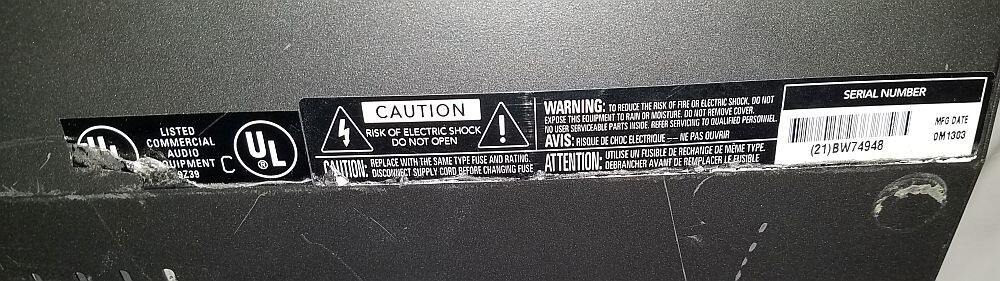 UL
LISTED
COMMERCIAL
AUDIO
EQUIPMENT
9Z39
C
UL
CAUTION
RISK OF ELECTRIC SHOCK
DO NOT OPEN
CAUTION: REPLACE WITH THE SAME TYPE FUSE AND RATING.
DISCONNECT SUPPLY CORD BEFORE CHANGING FUSE
WARNING: TO REDUCE THE RISK OF FIRE OR ELECTRIC SHOCK, DO NOT
EXPOSE THIS EQUIPMENT TO RAIN OR MOISTURE. DO NOT REMOVE COVER.
NO USER SERVICEABLE PARTS INSIDE. REFER SERVICING TO QUALIFIED PERSONNEL.
AVIS: RISQUE DE CHOC ELECTRIQUE — NE PAS OUVRIR
ATTENTION: UTILISE UN FUSIBLE DE RECHANGE DE MÊME TYPE.
DEBRANCHER AVANT DE REMPLACER LE FUSIBLE
SERIAL NUMBER
(21)BW74948
MFG DATE
0M1303